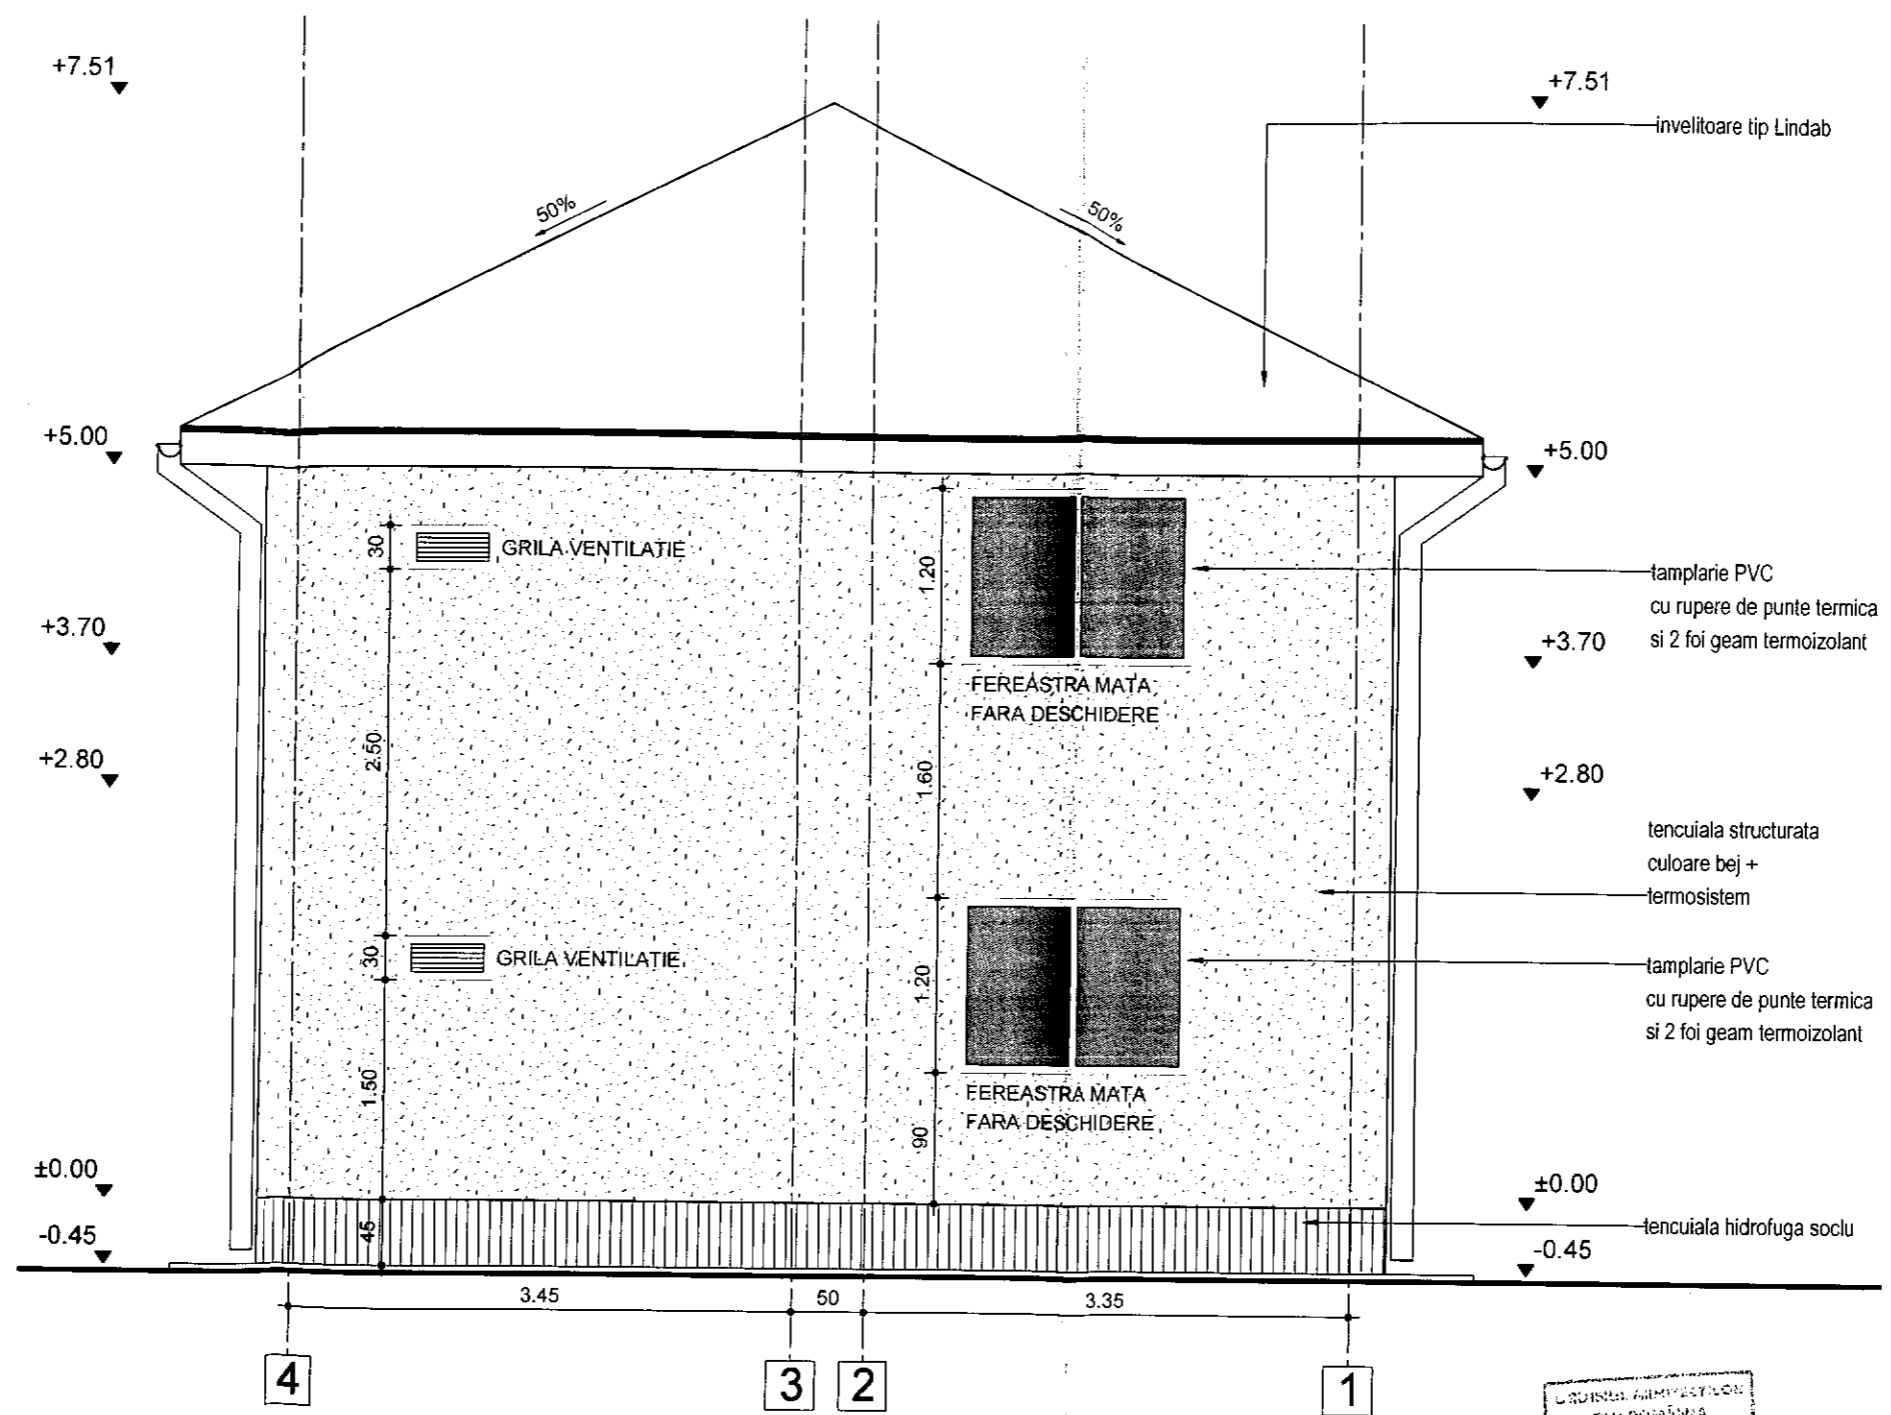 +7.51
+7.51
invelitoare tip Lindab
50%
50%
+5.00
+5.00
30
GRILA VENTILATIE
1.20
tamplarie PVC
cu rupere de punte termica
si 2 foi geam termoizolant
+3.70
+3.70
FEREASTRA MATA
FARA DESCHIDERE
2.50
1.60
+2.80
+2.80
tencuiala structurata
culoare bej +
termosistem
30
GRILA VENTILATIE
1.20
tamplarie PVC
cu rupere de punte termica
si 2 foi geam termoizolant
1.50
FEREASTRA MATA
FARA DESCHIDERE
90
±0.00
±0.00
45
tencuiala hidrofuga soclu
-0.45
-0.45
3.45
50
3.35
4
3
2
1